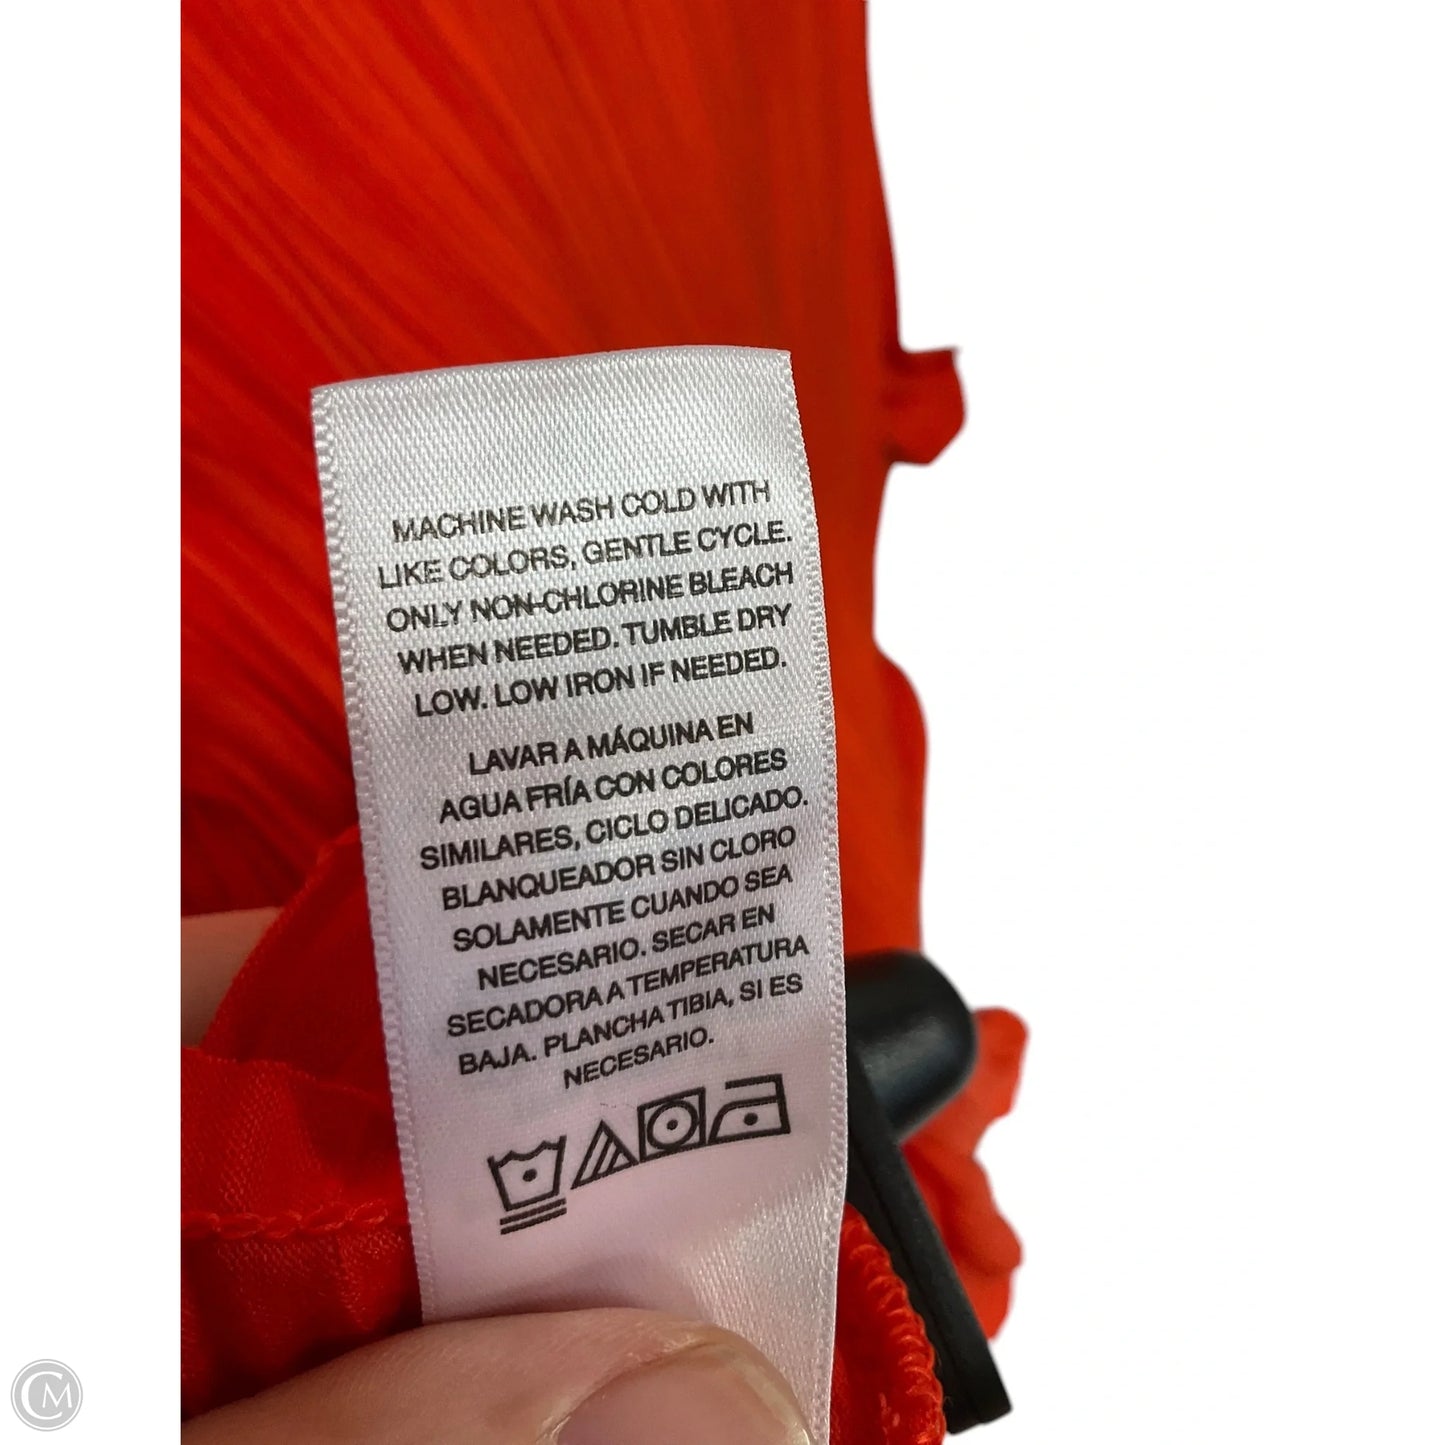 MACHINE WASH COLD WITH
LIKE COLORS, GENTLE CYCLE.
ONLY NON-CHLORINE BLEACH
WHEN NEEDED. TUMBLE DRY
LOW. LOW IRON IF NEEDED.
LAVAR A MÁQUINA EN
AGUA FRÍA CON COLORES
SIMILARES, CICLO DELICADO.
BLANQUEADOR SIN CLORO
SOLAMENTE CUANDO SEA
NECESARIO. SECAR EN
SECADORA A TEMPERATURA
BAJA. PLANCHA TIBIA, SI ES
NECESARIO.
CM